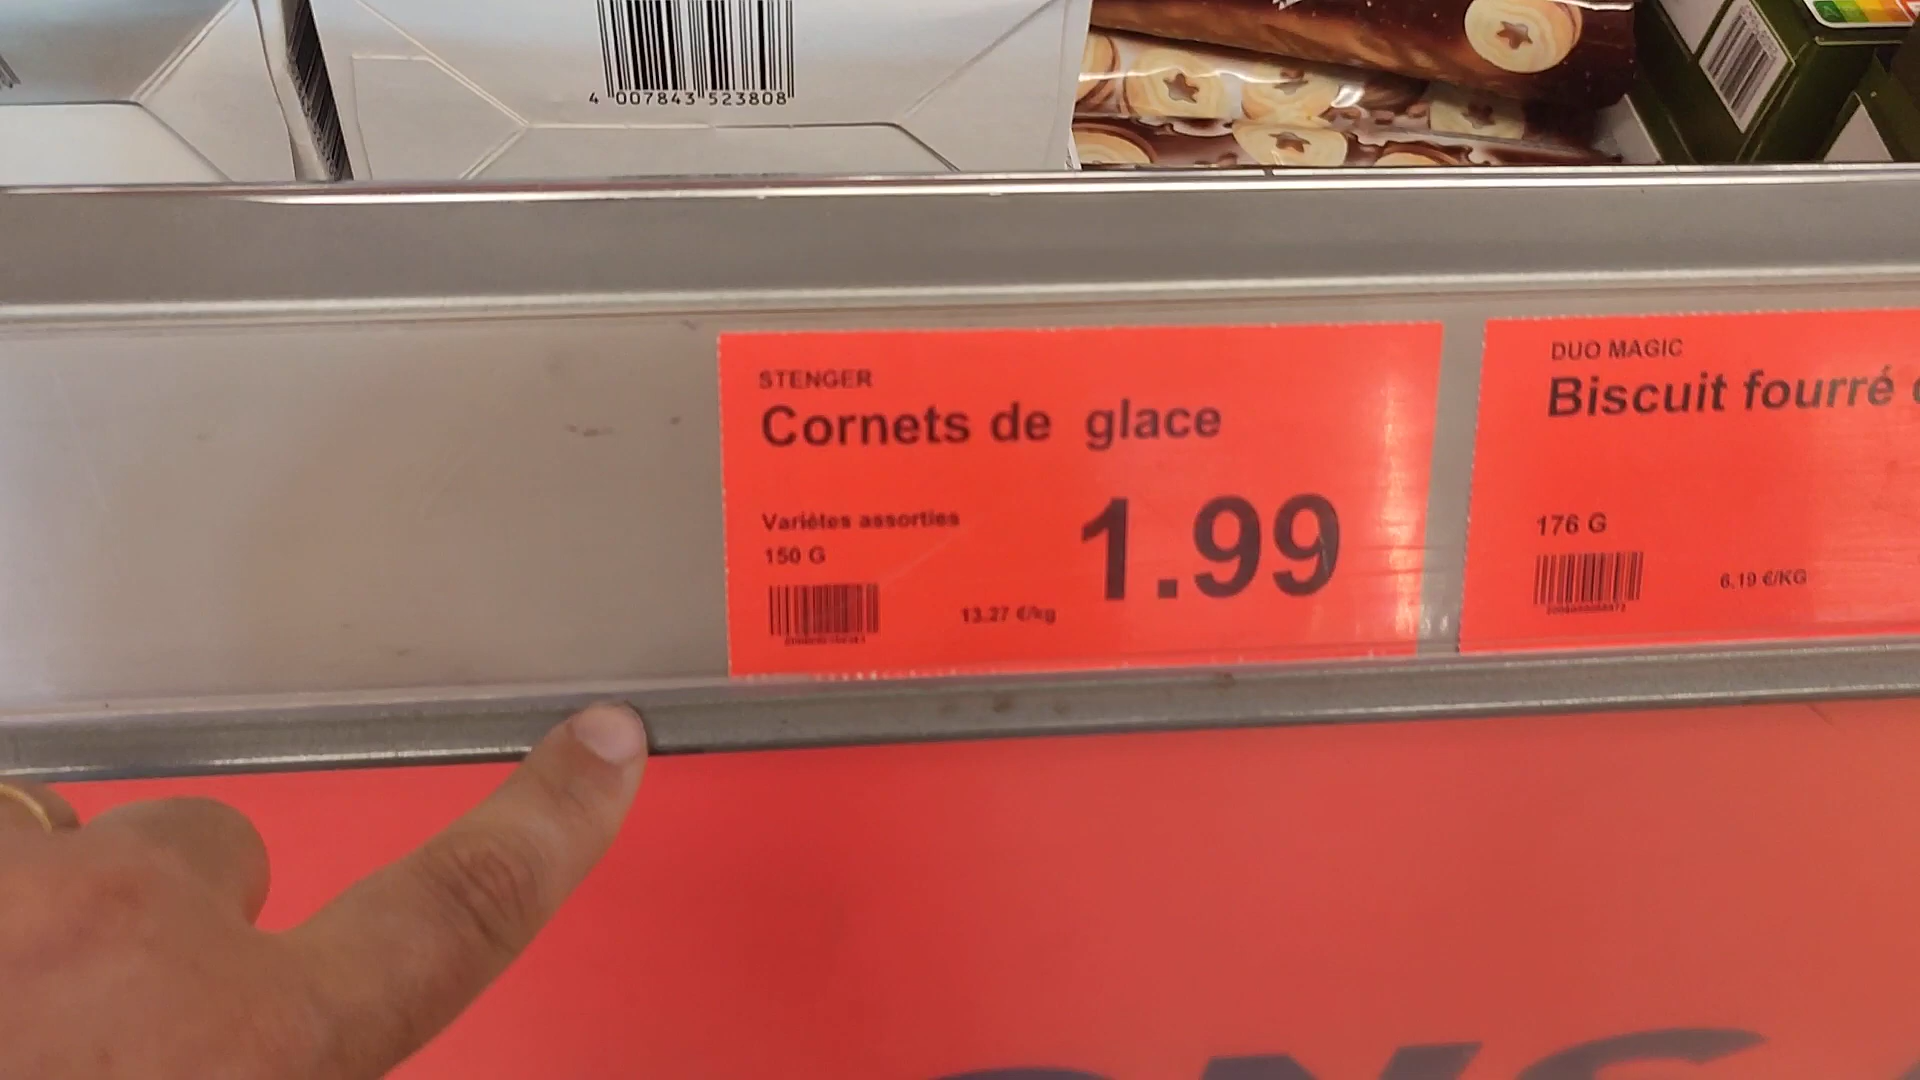 4 007843 523808
STENGER
Cornets de glace
Variètes assorties
150 G
13.27 €/kg
1.99
DUO MAGIC
Biscuit fourré
176 G
6.19 €/KG